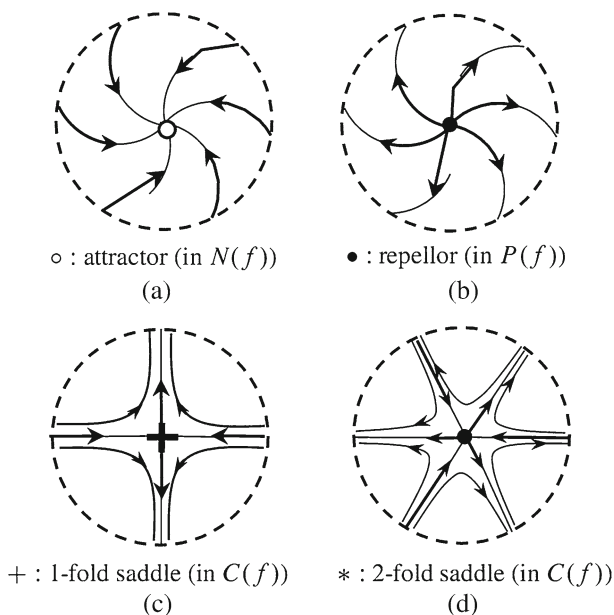 ○ : attractor (in N(f))
● : repellor (in P(f))
(a)
(b)
+ : 1-fold saddle (in C(f))
* : 2-fold saddle (in C(f))
(c)
(d)